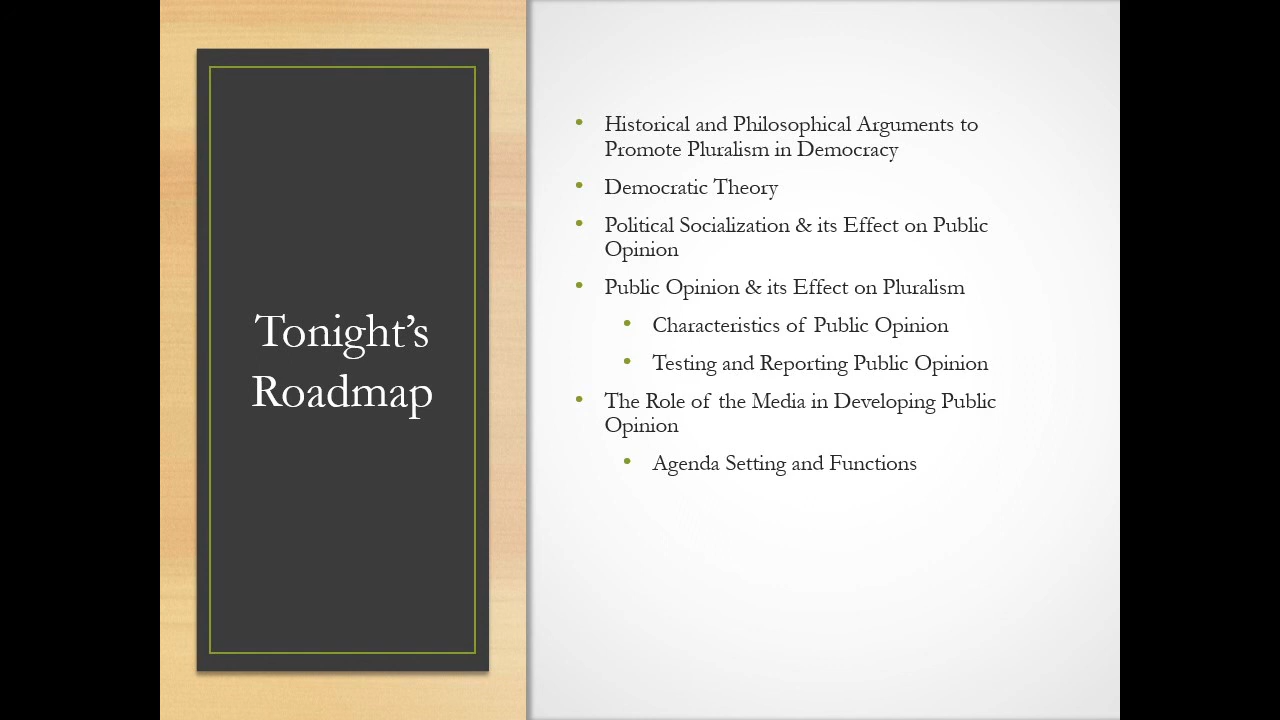 Tonight’s
Roadmap
• Historical and Philosophical Arguments to
Promote Pluralism in Democracy
• Democratic Theory
• Political Socialization & its Effect on Public
Opinion
• Public Opinion & its Effect on Pluralism
• Characteristics of Public Opinion
• Testing and Reporting Public Opinion
• The Role of the Media in Developing Public
Opinion
• Agenda Setting and Functions